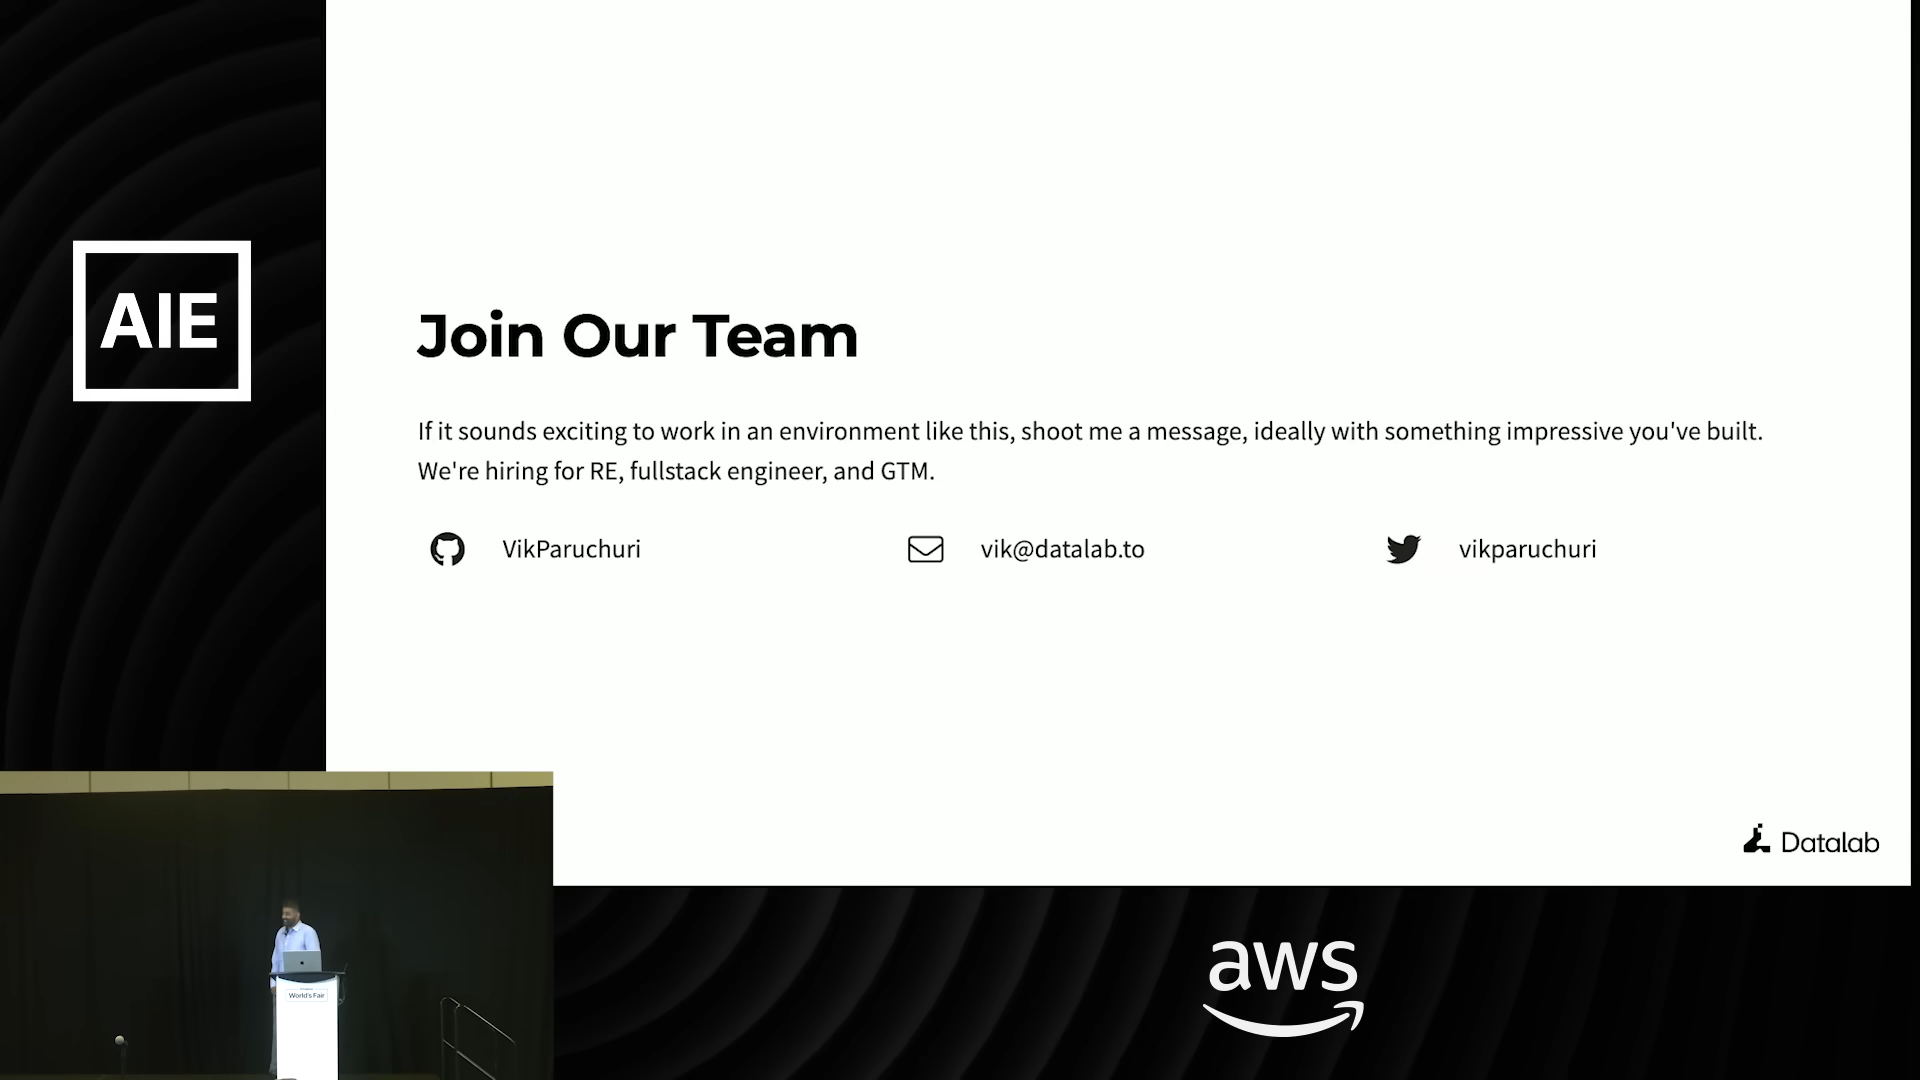 AIE
Join Our Team
If it sounds exciting to work in an environment like this, shoot me a message, ideally with something impressive you've built.
We're hiring for RE, fullstack engineer, and GTM.
VikParuchuri
vik@datalab.to
vikparuchuri
Datalab
World's Fair
aws